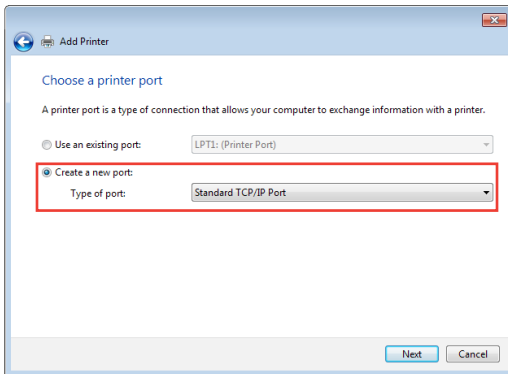 Add Printer
Choose a printer port
A printer port is a type of connection that allows your computer to exchange information with a printer.
Use an existing port: LPT1: (Printer Port)
Create a new port:
Type of port: Standard TCP/IP Port
Next Cancel